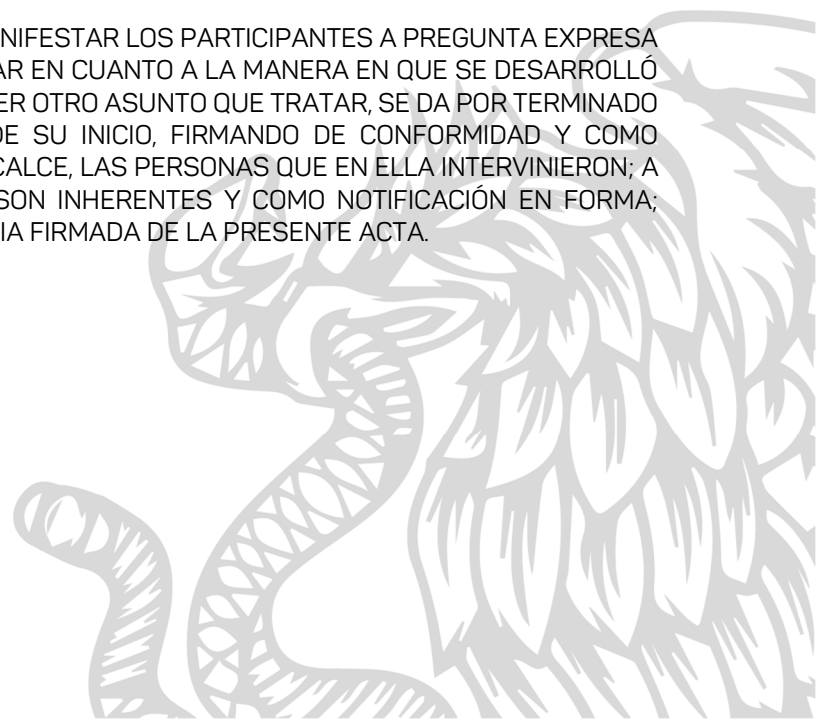 NIFESTAR LOS PARTICIPANTES A PREGUNTA EXPRESA
AR EN CUANTO A LA MANERA EN QUE SE DESARROLLÓ
ER OTRO ASUNTO QUE TRATAR, SE DA POR TERMINADO
DE SU INICIO, FIRMANDO DE CONFORMIDAD Y COMO
CALCE, LAS PERSONAS QUE EN ELLA INTERVINIERON; A
SON INHERENTES Y COMO NOTIFICACIÓN EN FORMA;
IA FIRMADA DE LA PRESENTE ACTA.